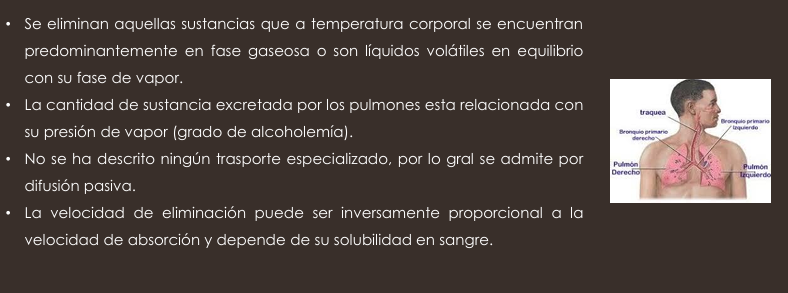 • Se eliminan aquellas sustancias que a temperatura corporal se encuentran
predominantemente en fase gaseosa o son líquidos volátiles en equilibrio
con su fase de vapor.
• La cantidad de sustancia excretada por los pulmones esta relacionada con
su presión de vapor (grado de alcoholemía).
• No se ha descrito ningún trasporte especializado, por lo gral se admite por
difusión pasiva.
• La velocidad de eliminación puede ser inversamente proporcional a la
velocidad de absorción y depende de su solubilidad en sangre.
traquea
Bronquio primario
izquierdo
Bronquio primario
derecho
Pulmón
Derecho
Pulmón
Izquierdo